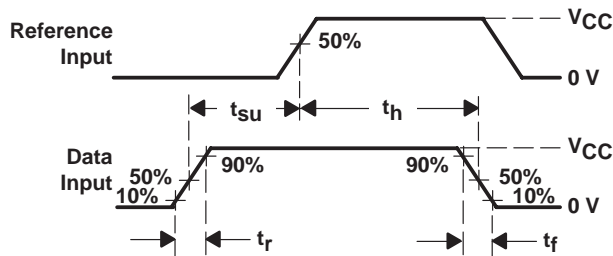 Reference
Input
50%
VCC
0 V
tsu
th
Data
Input
50%
10%
90%
90%
50%
10%
VCC
0 V
tr
tf